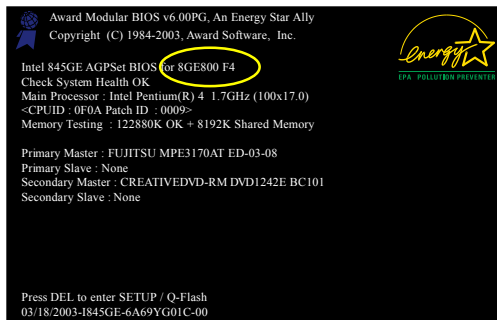 Award Modular BIOS v6.00PG, An Energy Star Ally
Copyright (C) 1984-2003, Award Software, Inc.
energy
EPA POLLUTION PREVENTER
Intel 845GE AGPSet BIOS for 8GE800 F4
Check System Health OK
Main Processor : Intel Pentium(R) 4 1.7GHz (100x17.0)
<CPUID : 0F0A Patch ID : 0009>
Memory Testing : 122880K OK + 8192K Shared Memory
Primary Master : FUJITSU MPE3170AT ED-03-08
Primary Slave : None
Secondary Master : CREATIVEDVD-RM DVD1242E BC101
Secondary Slave : None
Press DEL to enter SETUP / Q-Flash
03/18/2003-I845GE-6A69YG01C-00